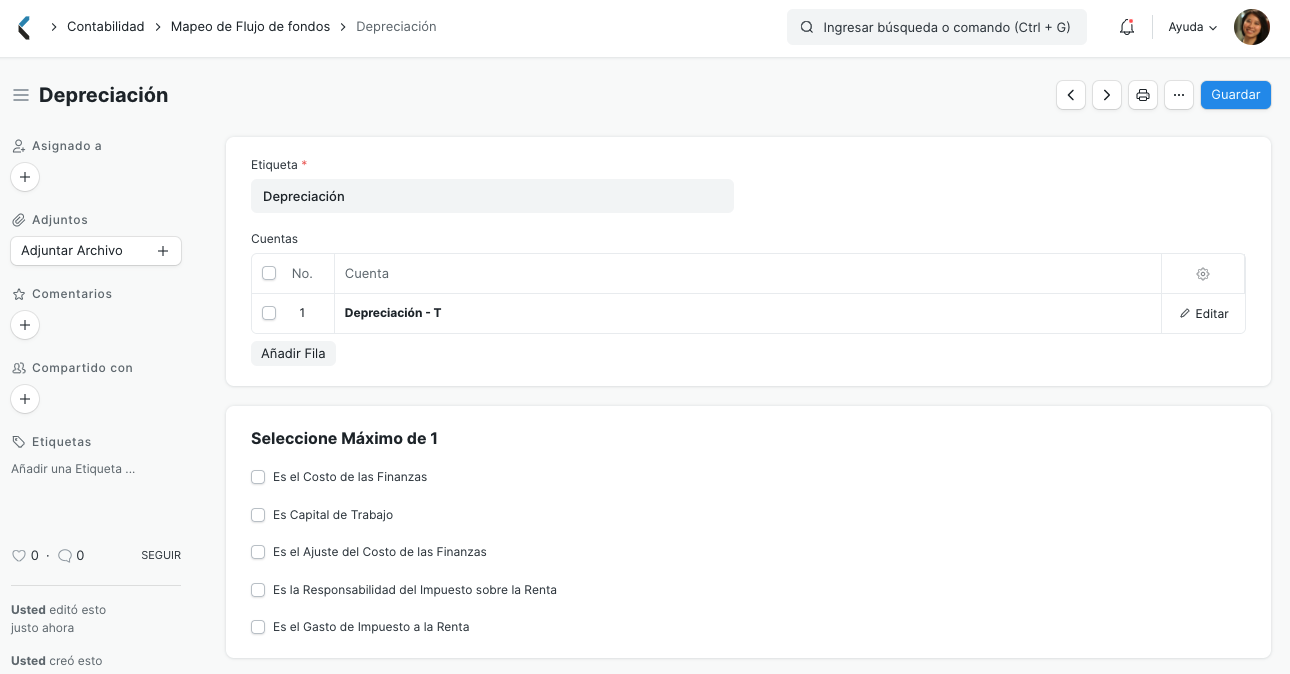 Contabilidad
Mapeo de Flujo de fondos
Depreciación
Ingresar búsqueda o comando (Ctrl + G)
Ayuda
Depreciación
Guardar
Asignado a
Adjuntos
Adjuntar Archivo
Comentarios
Compartido con
Etiquetas
Añadir una Etiqueta ...
0 · 0 SEGUIR
Usted editó esto
justo ahora
Usted creó esto
Etiqueta *
Depreciación
Cuentas
No. Cuenta
1 Depreciación - T Editar
Añadir Fila
Seleccione Máximo de 1
Es el Costo de las Finanzas
Es Capital de Trabajo
Es el Ajuste del Costo de las Finanzas
Es la Responsabilidad del Impuesto sobre la Renta
Es el Gasto de Impuesto a la Renta